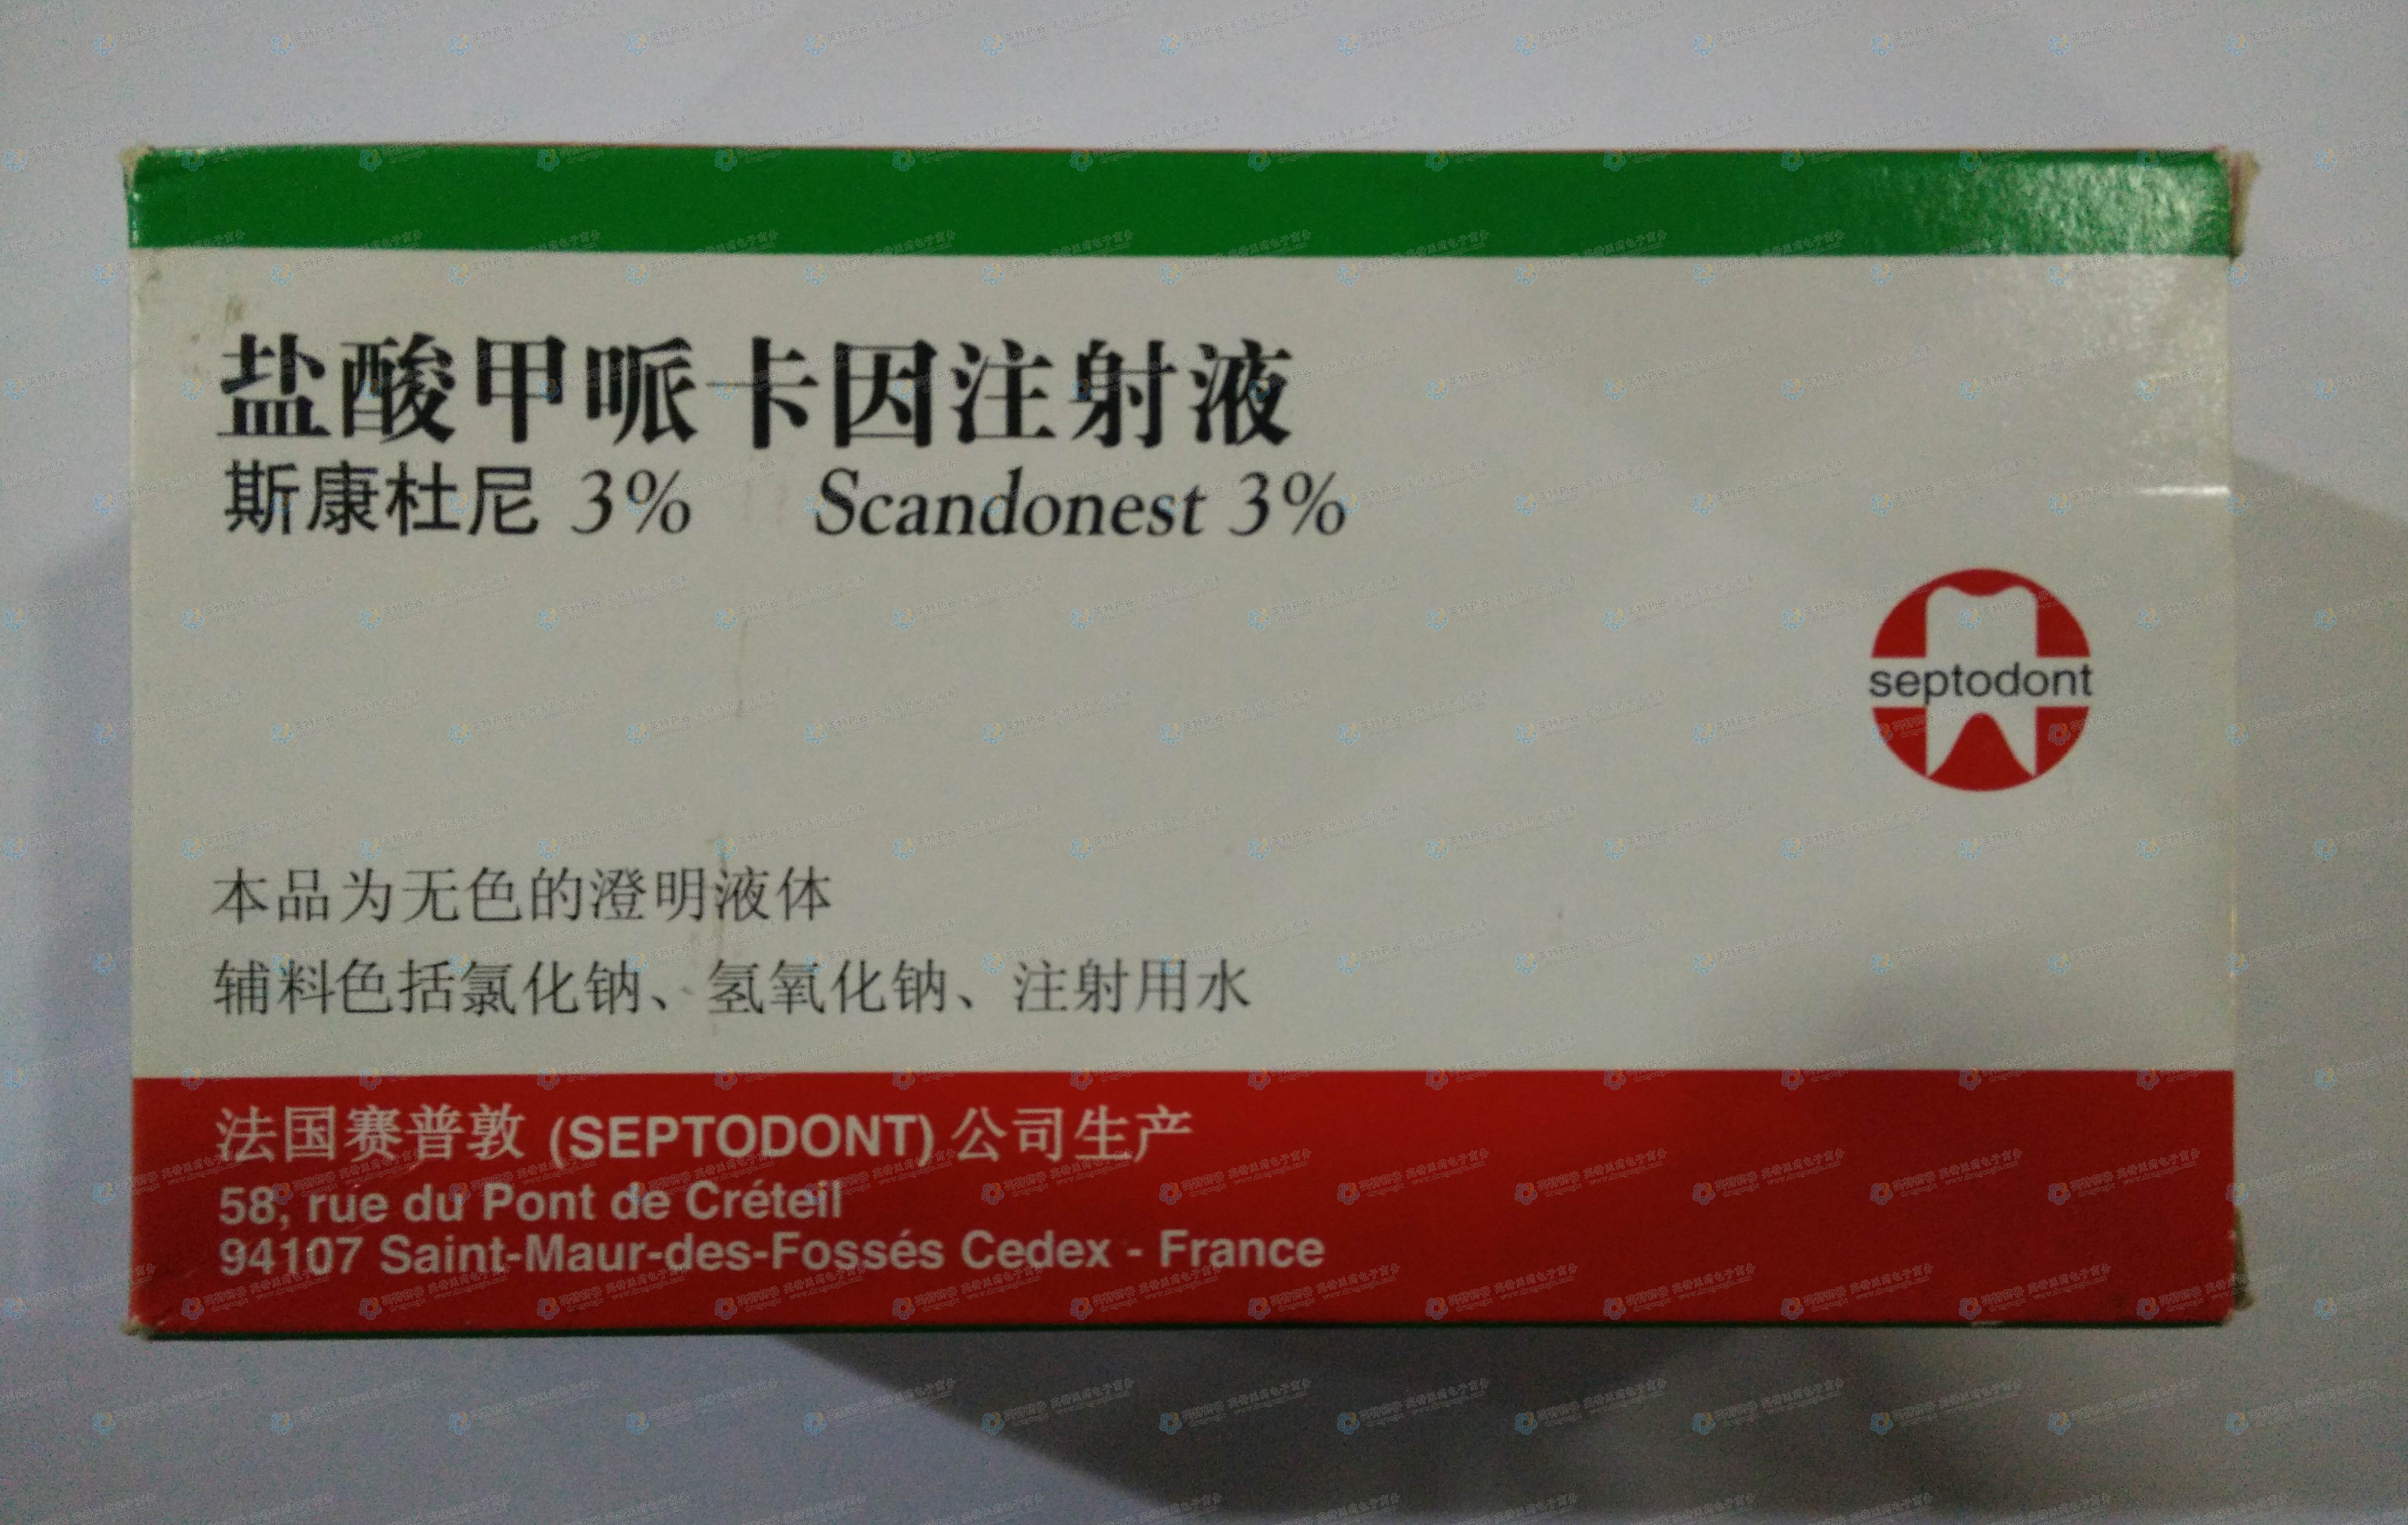 盐酸甲哌卡因注射液
斯康杜尼 3% Scandonest 3%
septodont
本品为无色的澄明液体
辅料色括氯化钠、氢氧化钠、注射用水
法国赛普敦 (SEPTODONT) 公司生产
58, rue du Pont de Créteil
94107 Saint-Maur-des-Fossés Cedex - France